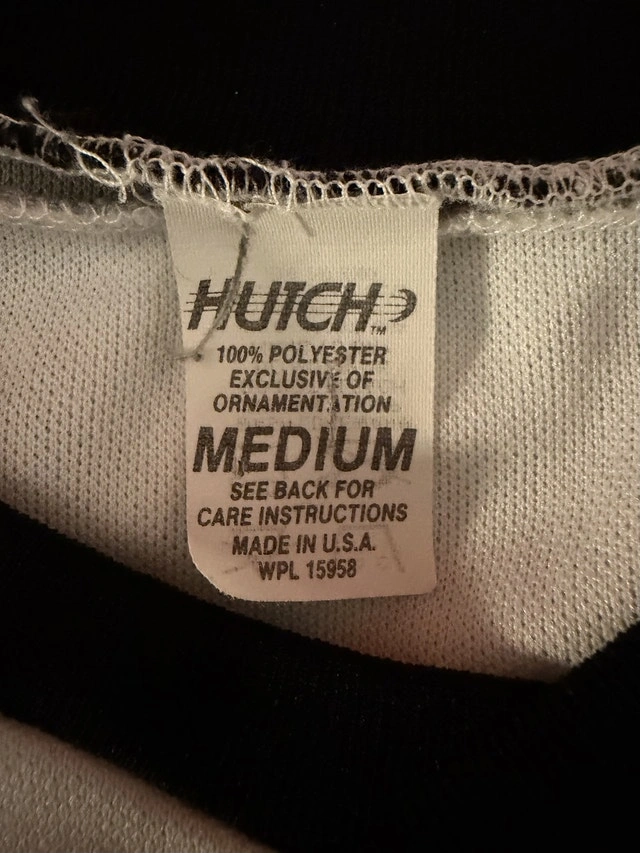 HUTCH
TM
100% POLYESTER
EXCLUSIVE OF
ORNAMENTATION
MEDIUM
SEE BACK FOR
CARE INSTRUCTIONS
MADE IN U.S.A.
WPL 15958